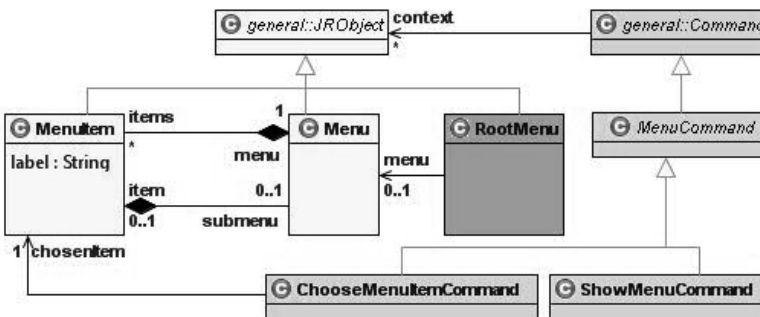 general::JRObject
context
*
general::Command
MenuItem
label : String
items
*
1
menu
Menu
RootMenu
menu
0..1
MenuCommand
item
0..1
0..1
submenu
1
chosenItem
ChooseMenuItemCommand
ShowMenuCommand